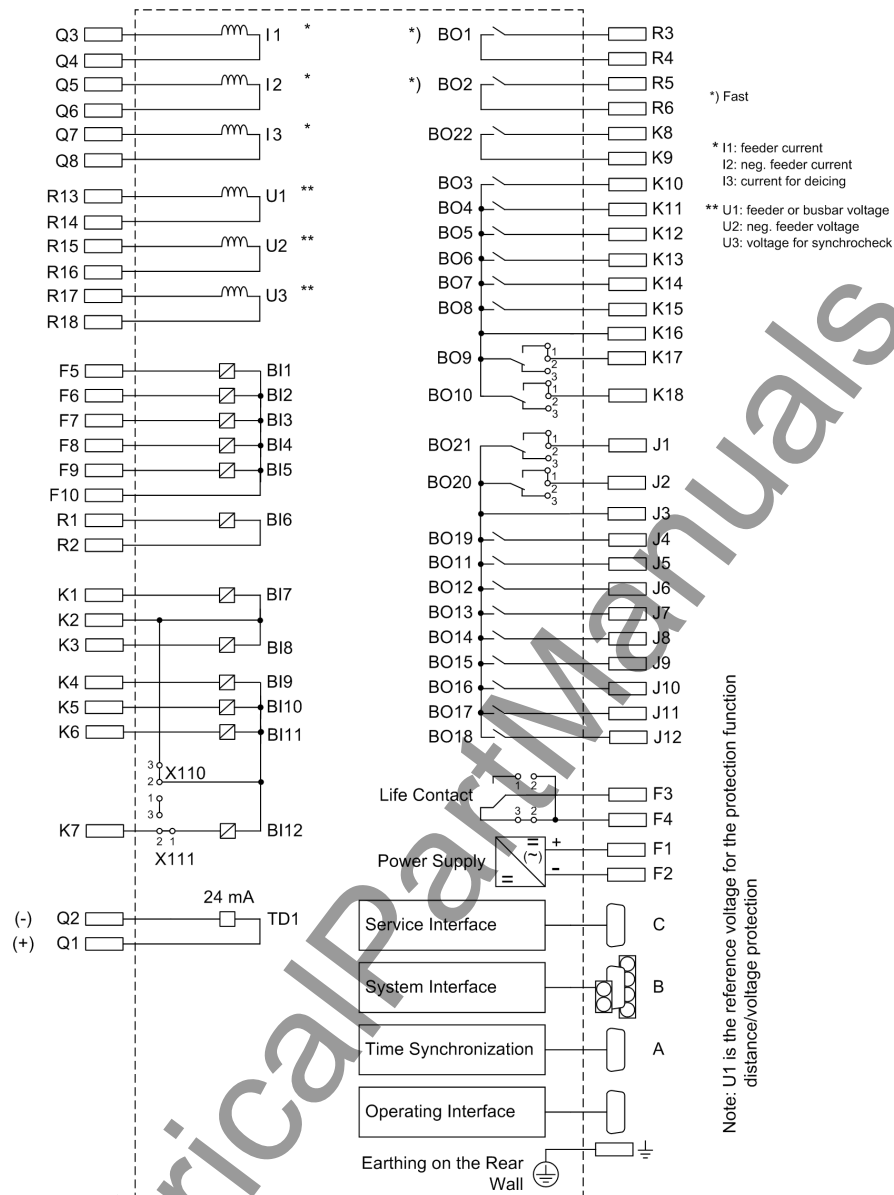 Q3 I1 * *) BO1 R3
Q4 R4
Q5 I2 * *) BO2 R5
Q6 R6
Q7 I3 * BO22 K8
Q8 K9
*) Fast
* I1: feeder current
I2: neg. feeder current
I3: current for deicing
** U1: feeder or busbar voltage
U2: neg. feeder voltage
U3: voltage for synchrocheck
R13 U1 ** BO3 K10
R14 BO4 K11
R15 U2 ** BO5 K12
R16 BO6 K13
R17 U3 ** BO7 K14
R18 BO8 K15
K16
F5 BI1 BO9 1 2 3 K17
F6 BI2 BO10 1 2 3 K18
F7 BI3
F8 BI4 BO21 1 2 3 J1
F9 BI5 BO20 1 2 3 J2
F10 J3
R1 BI6 BO19 J4
R2 BO11 J5
K1 BI7 BO12 J6
K2 BO13 J7
K3 BI8 BO14 J8
K4 BI9 BO15 J9
K5 BI10 BO16 J10
K6 BI11 BO17 J11
BO18 J12
3 X110
2
1
3
K7 2 1 BI12
X111
Life Contact 1 2 F3
3 2 F4
Power Supply = (~) = + F1
- F2
24 mA
(-) Q2 TD1
(+) Q1
Service Interface C
System Interface B
Time Synchronization A
Operating Interface
Earthing on the Rear
Wall
Note: U1 is the reference voltage for the protection function
distance/voltage protection
ricalPartManuals